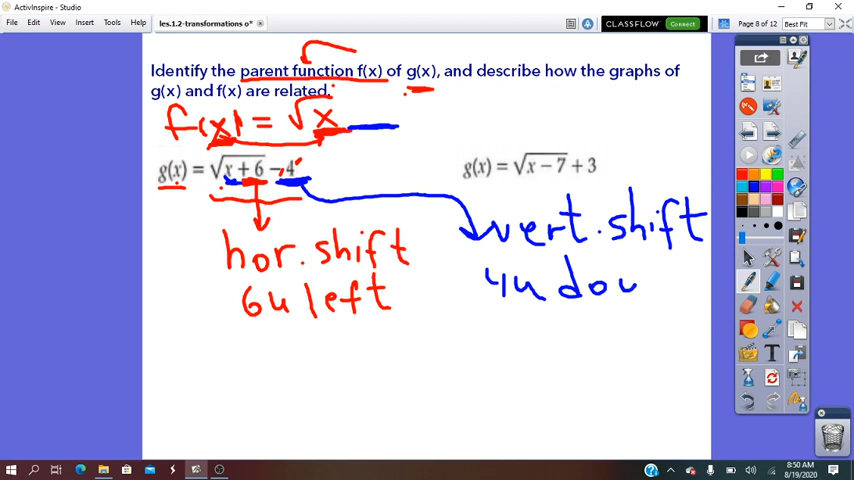 ActivInspire - Studio
File Edit View Insert Tools Help
les.1.2-transformations o*
CLASSFLOW Connect
Page 8 of 12
Best Fit
Identify the parent function f(x) of g(x), and describe how the graphs of
g(x) and f(x) are related.
f(x) = √x
g(x) = √x + 6 - 4
g(x) = √x - 7 + 3
hor. shift
6u left
vert. shift
4u dow
8:50 AM
8/19/2020